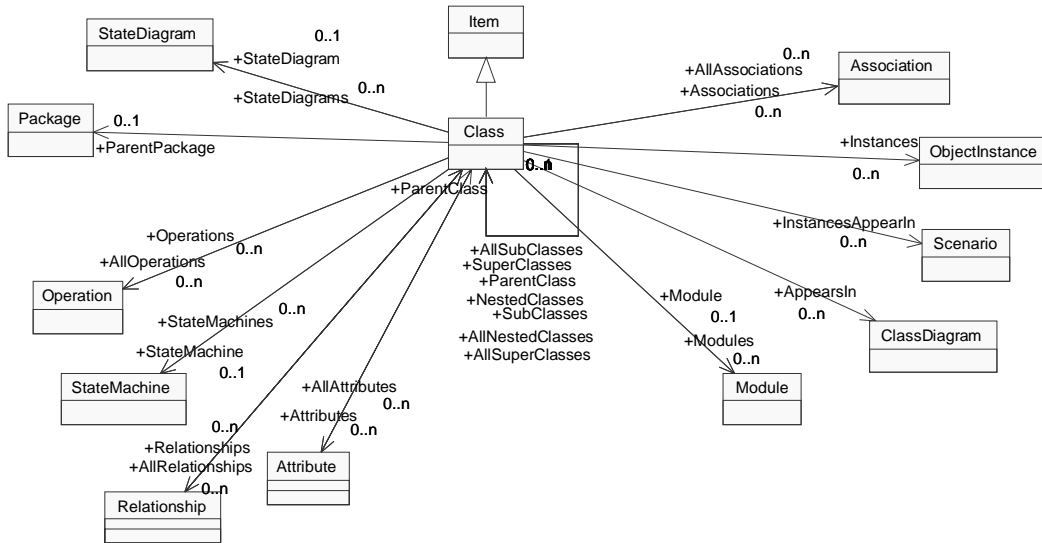 Item
StateDiagram
0..1
+StateDiagram
0..n
+StateDiagrams
0..n
+AllAssociations
+Associations
0..n
Association
Package
0..1
+ParentPackage
Class
+Instances
0..n
ObjectInstance
+ParentClass
+InstancesAppearIn
0..n
Scenario
+Operations
0..n
+AllOperations
0..n
Operation
+AllSubClasses
+SuperClasses
+ParentClass
+NestedClasses
+SubClasses
+AllNestedClasses
+AllSuperClasses
+Module
0..1
+Modules
0..n
Module
+AppearsIn
0..n
ClassDiagram
+StateMachines
0..n
+StateMachine
0..1
StateMachine
+AllAttributes
0..n
+Attributes
0..n
Attribute
0..n
+Relationships
+AllRelationships
0..n
Relationship